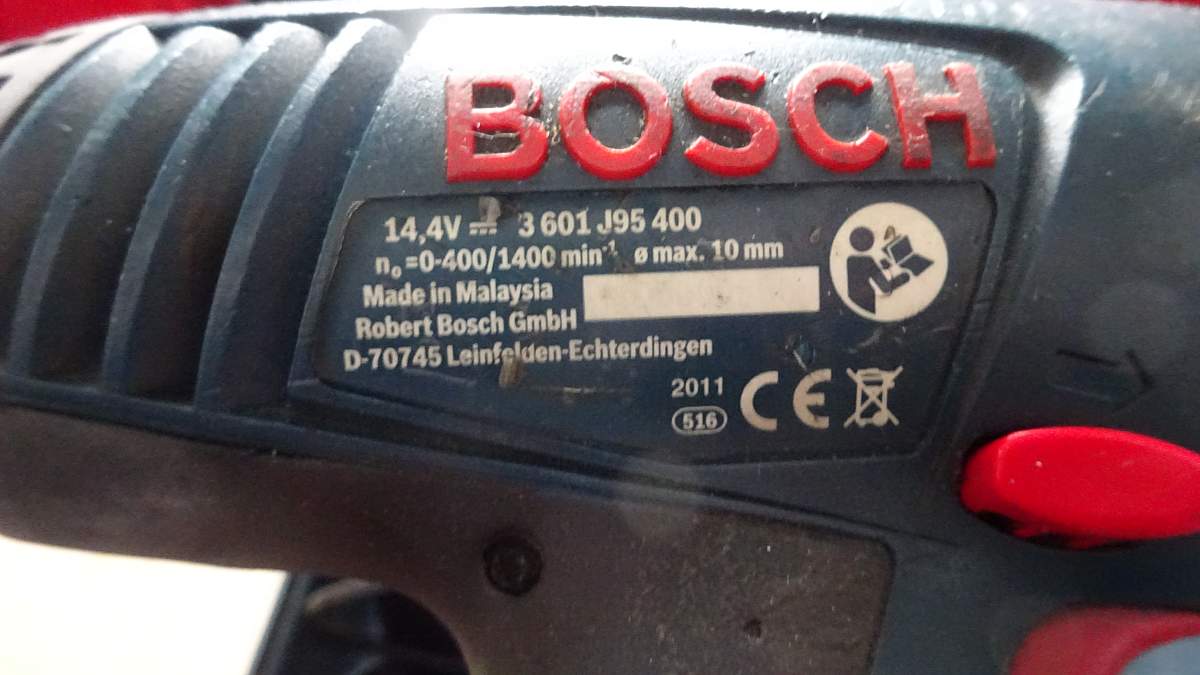 BOSCH
14,4V ⎓ 3 601 J95 400
n₀=0-400/1400 min⁻¹ ø max. 10 mm
Made in Malaysia
Robert Bosch GmbH
D-70745 Leinfelden-Echterdingen
2011
516 CE